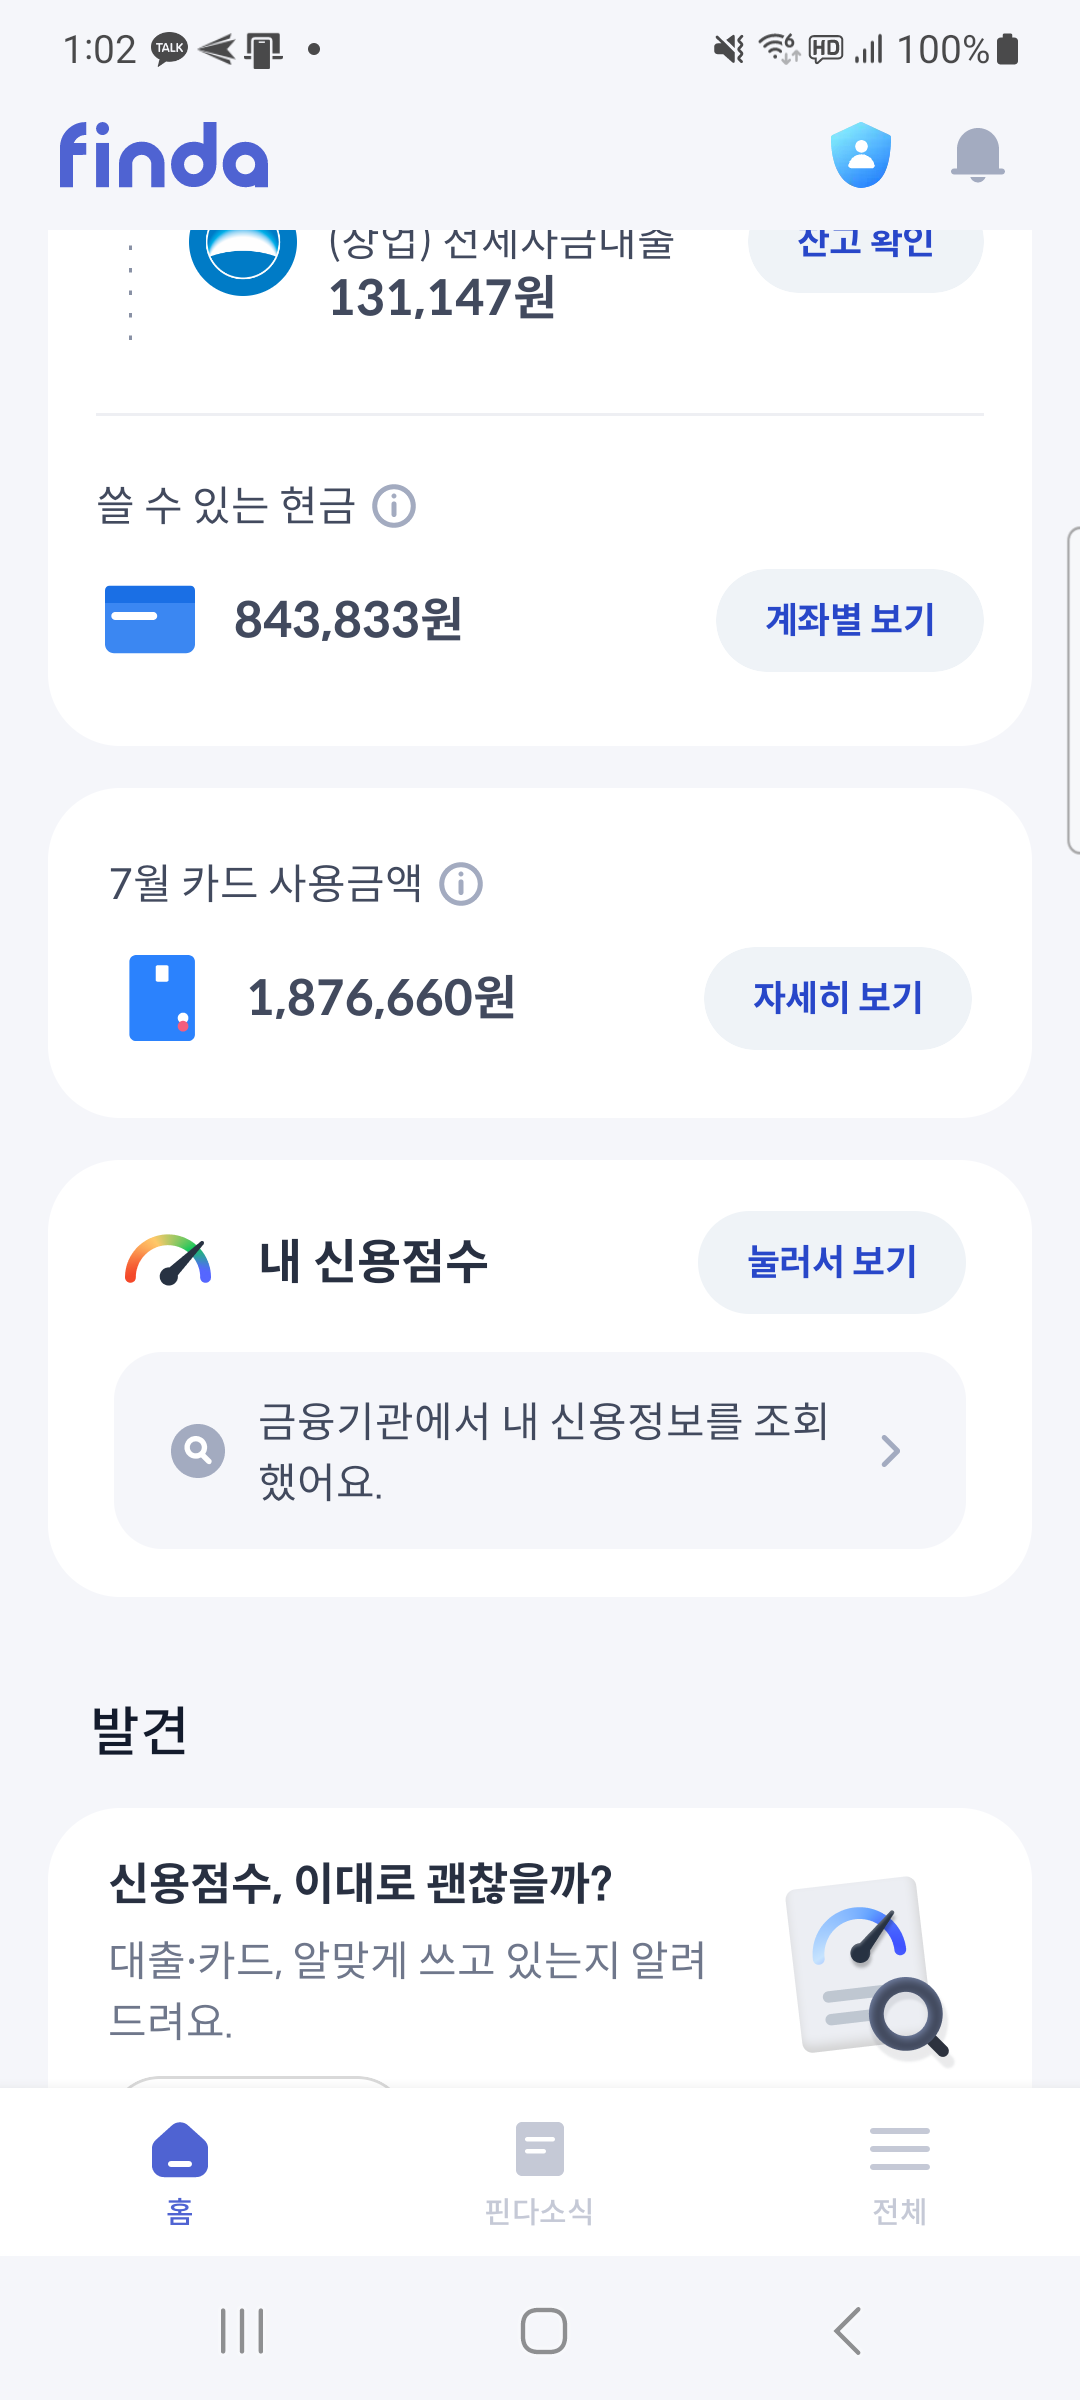 1:02 TALK 6 HD 100%
finda
(상업) 전세자금대출 잔고 확인
131,147원
쓸 수 있는 현금
843,833원 계좌별 보기
7월 카드 사용금액
1,876,660원 자세히 보기
내 신용점수 눌러서 보기
금융기관에서 내 신용정보를 조회
했어요.
발견
신용점수, 이대로 괜찮을까?
대출·카드, 알맞게 쓰고 있는지 알려
드려요.
홈 핀다소식 전체